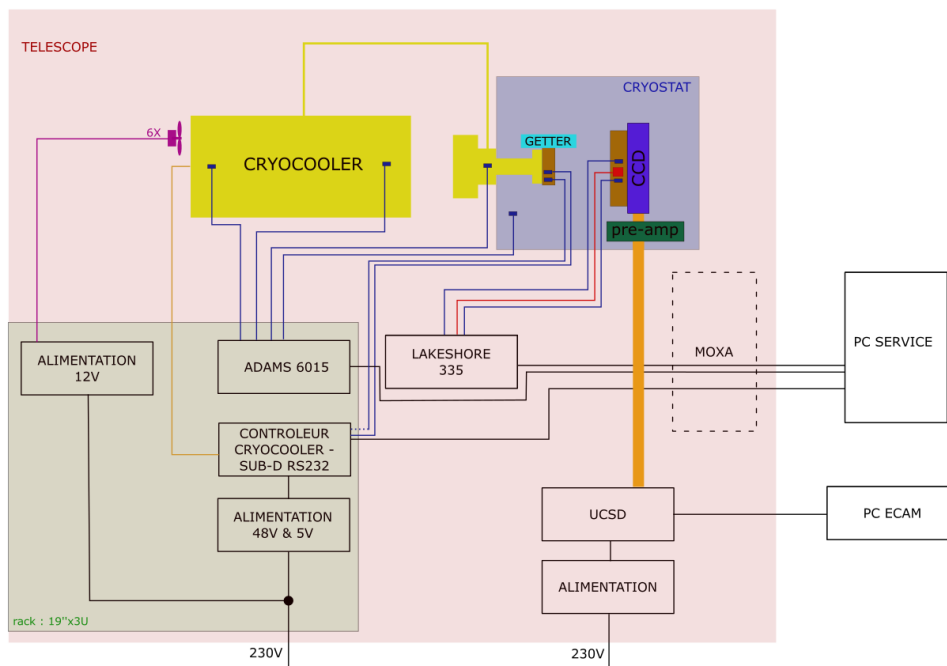 TELESCOPE
CRYOSTAT
6X
GETTER
CRYOCOOLER
CCD
pre-amp
MOXA
PC SERVICE
ALIMENTATION
12V
ADAMS 6015
LAKESHORE
335
CONTROLEUR
CRYOCOOLER -
SUB-D RS232
ALIMENTATION
48V & 5V
UCSD
PC ECAM
ALIMENTATION
rack : 19"x3U
230V
230V